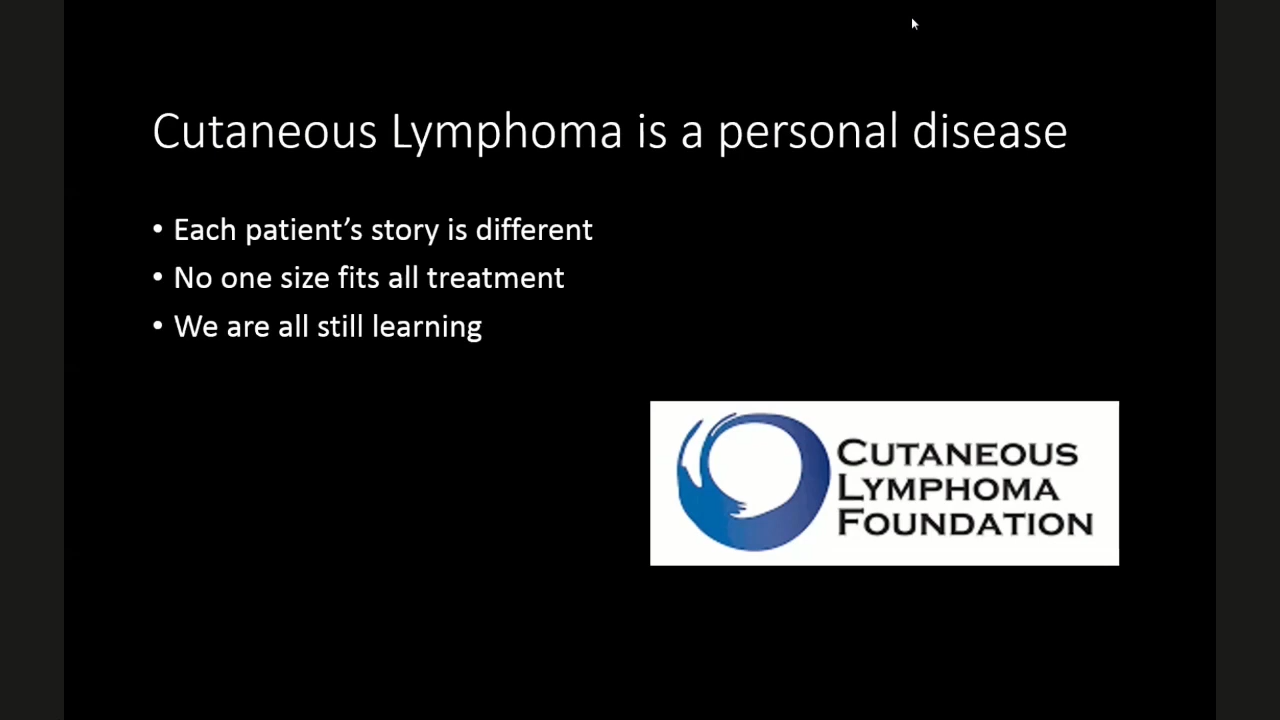 Cutaneous Lymphoma is a personal disease
• Each patient’s story is different
• No one size fits all treatment
• We are all still learning
CUTANEOUS
LYMPHOMA
FOUNDATION